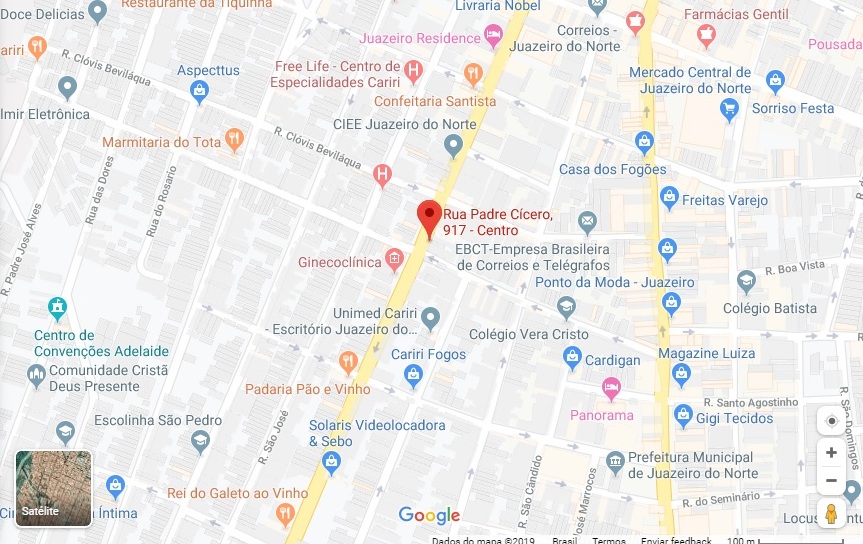 Restaurante da Tiquinha
Livraria Nobel
Doce Delicias
Farmácias Gentil
Correios -
Juazeiro do Norte
Juazeiro Residence
Pousada
ariri
R. Clóvis Beviláqua
Aspecttus
Free Life - Centro de
Especialidades Cariri
Mercado Central de
Juazeiro do Norte
Confeitaria Santista
Sorriso Festa
lmir Eletrônica
CIEE Juazeiro do Norte
Marmitaria do Tota
R. Clóvis Beviláqua
Casa dos Fogões
Rua das Dores
Rua do Rosario
Freitas Varejo
R. Padre José Alves
Rua Padre Cícero,
917 - Centro
EBCT-Empresa Brasileira
de Correios e Telégrafos
Ginecoclínica
R. Boa Vista
Ponto da Moda - Juazeiro
Colégio Batista
Unimed Cariri
- Escritório Juazeiro do...
Colégio Vera Cristo
Centro de
Convenções Adelaide
Cariri Fogos
Cardigan
Magazine Luiza
Comunidade Cristã
Deus Presente
Padaria Pão e Vinho
R. Santo Agostinho
Panorama
Gigi Tecidos
R. São Domingos
Escolinha São Pedro
R. São José
Solaris Videolocadora
& Sebo
Prefeitura Municipal
de Juazeiro do Norte
R. São Cândido
José Marrocos
R. do Seminário
Rei do Galeto ao Vinho
Satélite
Íntima
Locus
Google
Dados do mapa ©2019 Brasil Termos Enviar feedback 100 m